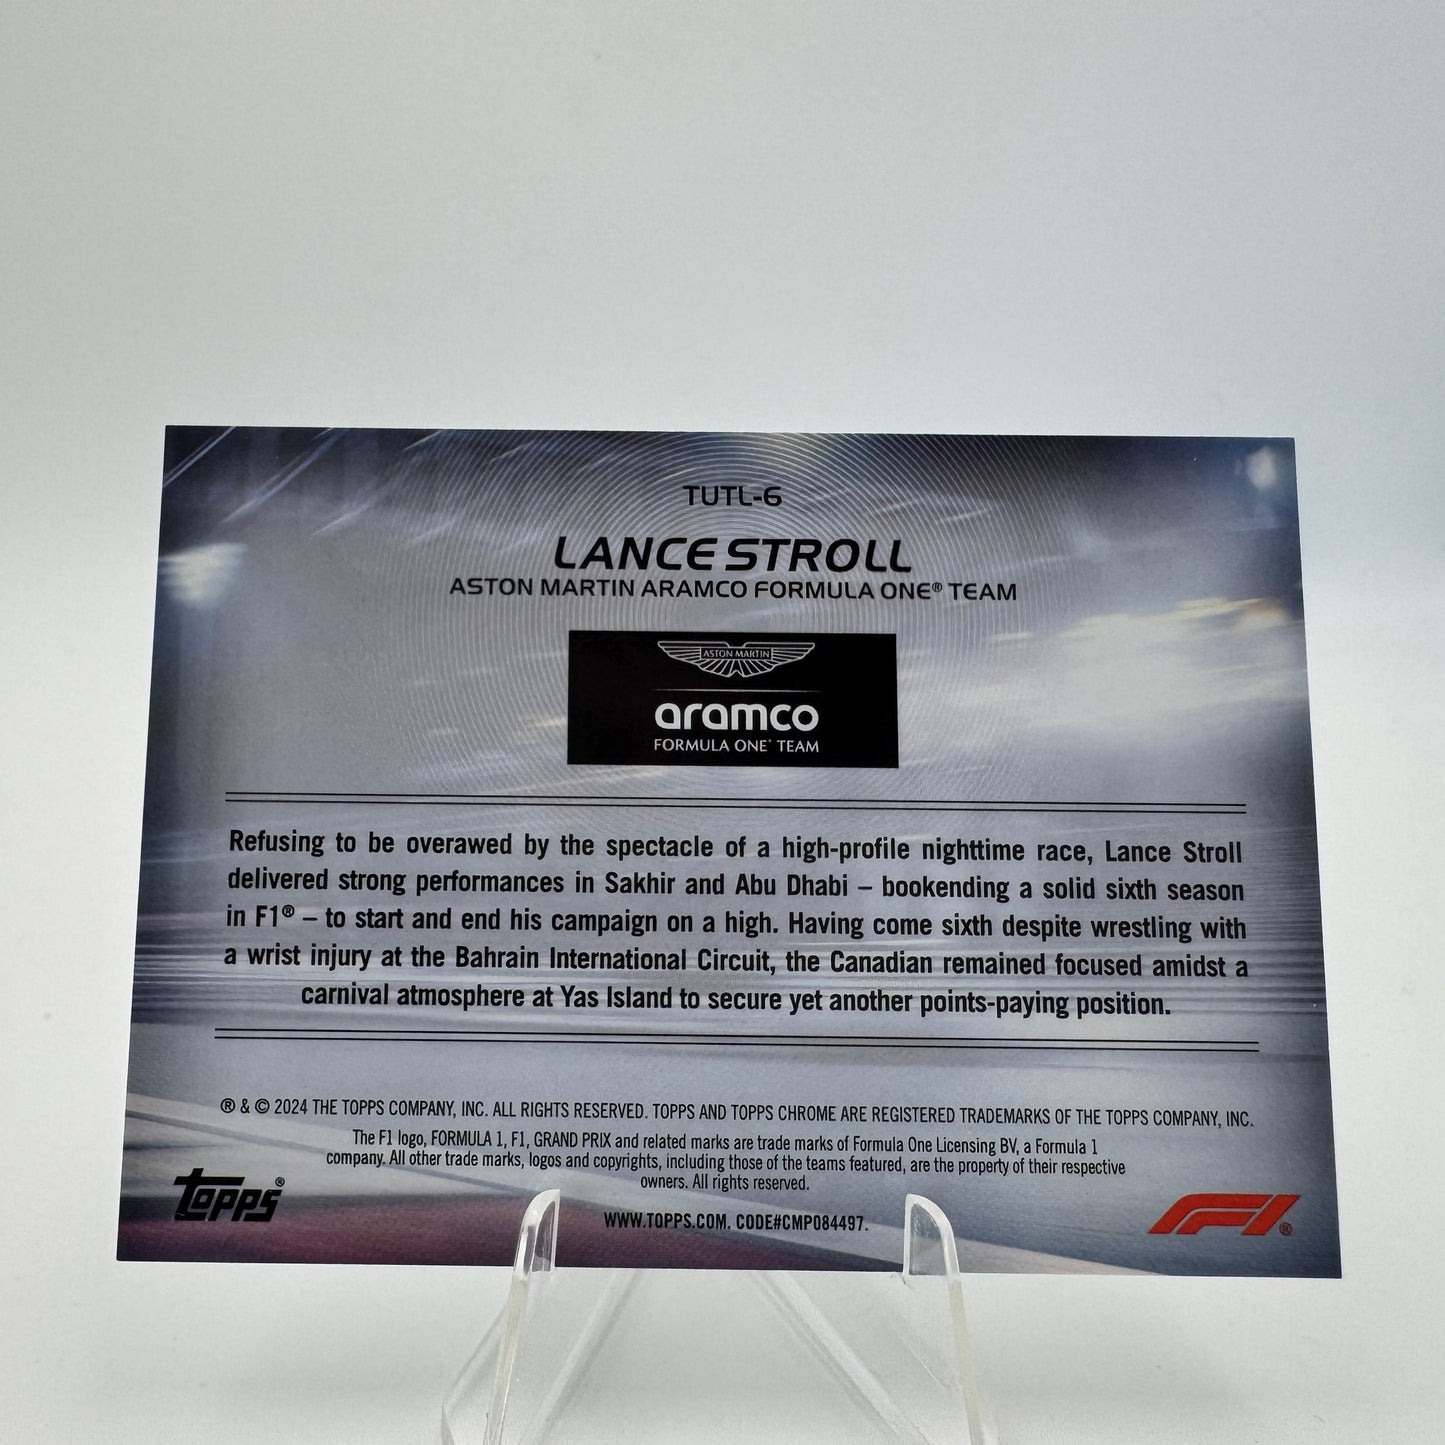 TUTL-6
LANCE STROLL
ASTON MARTIN ARAMCO FORMULA ONE® TEAM
ASTON MARTIN
aramco
FORMULA ONE® TEAM
Refusing to be overawed by the spectacle of a high-profile nighttime race, Lance Stroll
delivered strong performances in Sakhir and Abu Dhabi – bookending a solid sixth season
in F1® – to start and end his campaign on a high. Having come sixth despite wrestling with
a wrist injury at the Bahrain International Circuit, the Canadian remained focused amidst a
carnival atmosphere at Yas Island to secure yet another points-paying position.
® & © 2024 THE TOPPS COMPANY, INC. ALL RIGHTS RESERVED. TOPPS AND TOPPS CHROME ARE REGISTERED TRADEMARKS OF THE TOPPS COMPANY, INC.
The F1 logo, FORMULA 1, F1, GRAND PRIX and related marks are trade marks of Formula One Licensing BV, a Formula 1
company. All other trade marks, logos and copyrights, including those of the teams featured, are the property of their respective
owners. All rights reserved.
WWW.TOPPS.COM. CODE#CMP084497.
topps®
F1®